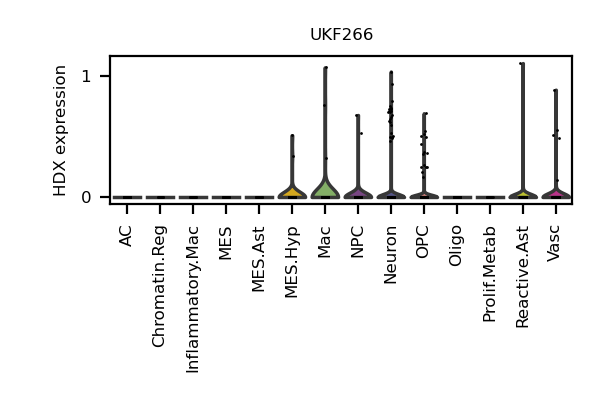 UKF266
HDX expression
1
0
AC
Chromatin.Reg
Inflammatory.Mac
MES
MES.Ast
MES.Hyp
Mac
NPC
Neuron
OPC
Oligo
Prolif.Metab
Reactive.Ast
Vasc